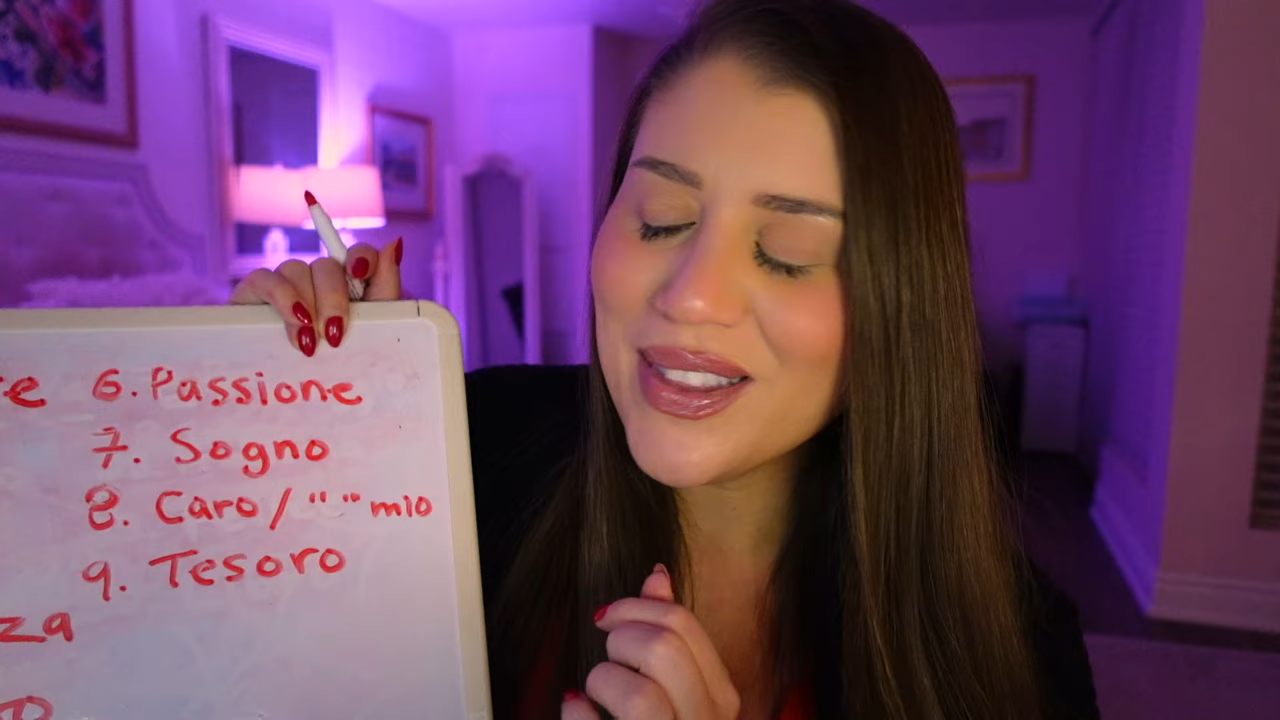 6. Passione
7. Sogno
8. Caro / " " mio
9. Tesoro